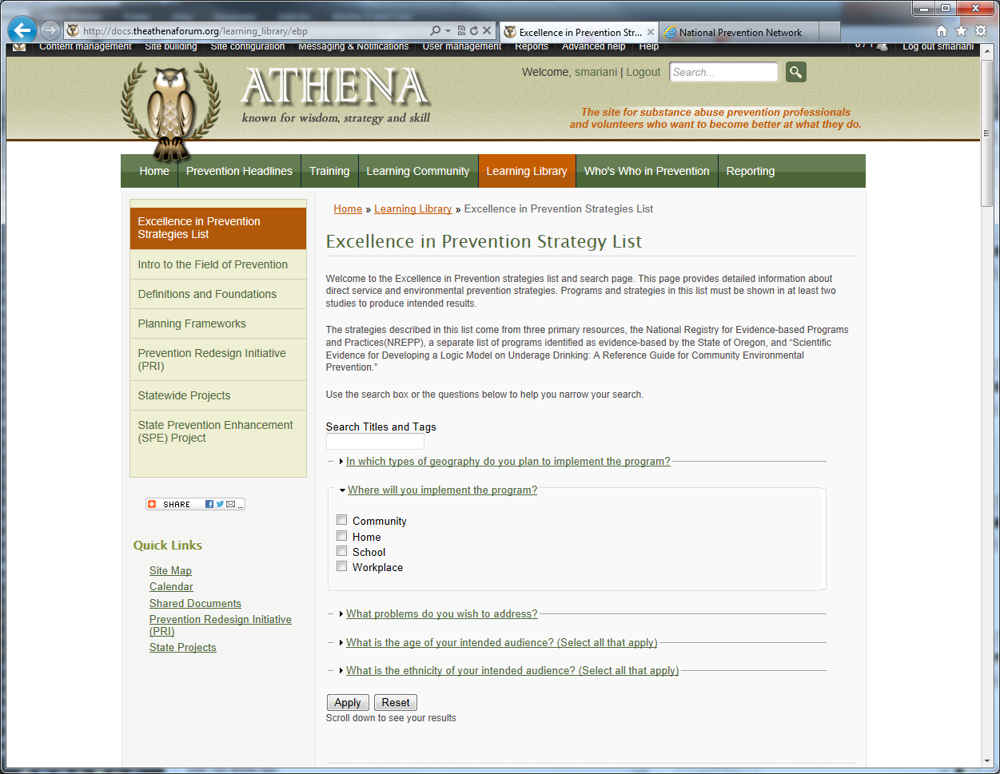 http://docs.theathenaforum.org/learning_library/ebp
Excellence in Prevention Str...
National Prevention Network
Content management Site building Site configuration Messaging & Notifications User management Reports Advanced help Help
Log out smariani
ATHENA
known for wisdom, strategy and skill
Welcome, smariani | Logout
Search...
The site for substance abuse prevention professionals
and volunteers who want to become better at what they do.
Home Prevention Headlines Training Learning Community Learning Library Who's Who in Prevention Reporting
Excellence in Prevention
Strategies List
Intro to the Field of Prevention
Definitions and Foundations
Planning Frameworks
Prevention Redesign Initiative
(PRI)
Statewide Projects
State Prevention Enhancement
(SPE) Project
SHARE ...
Quick Links
Site Map
Calendar
Shared Documents
Prevention Redesign Initiative
(PRI)
State Projects
Home » Learning Library » Excellence in Prevention Strategies List
Excellence in Prevention Strategy List
Welcome to the Excellence in Prevention strategies list and search page. This page provides detailed information about
direct service and environmental prevention strategies. Programs and strategies in this list must be shown in at least two
studies to produce intended results.
The strategies described in this list come from three primary resources, the National Registry for Evidence-based Programs
and Practices(NREPP), a separate list of programs identified as evidence-based by the State of Oregon, and “Scientific
Evidence for Developing a Logic Model on Underage Drinking: A Reference Guide for Community Environmental
Prevention.”
Use the search box or the questions below to help you narrow your search.
Search Titles and Tags
In which types of geography do you plan to implement the program?
Where will you implement the program?
Community
Home
School
Workplace
What problems do you wish to address?
What is the age of your intended audience? (Select all that apply)
What is the ethnicity of your intended audience? (Select all that apply)
Apply Reset
Scroll down to see your results